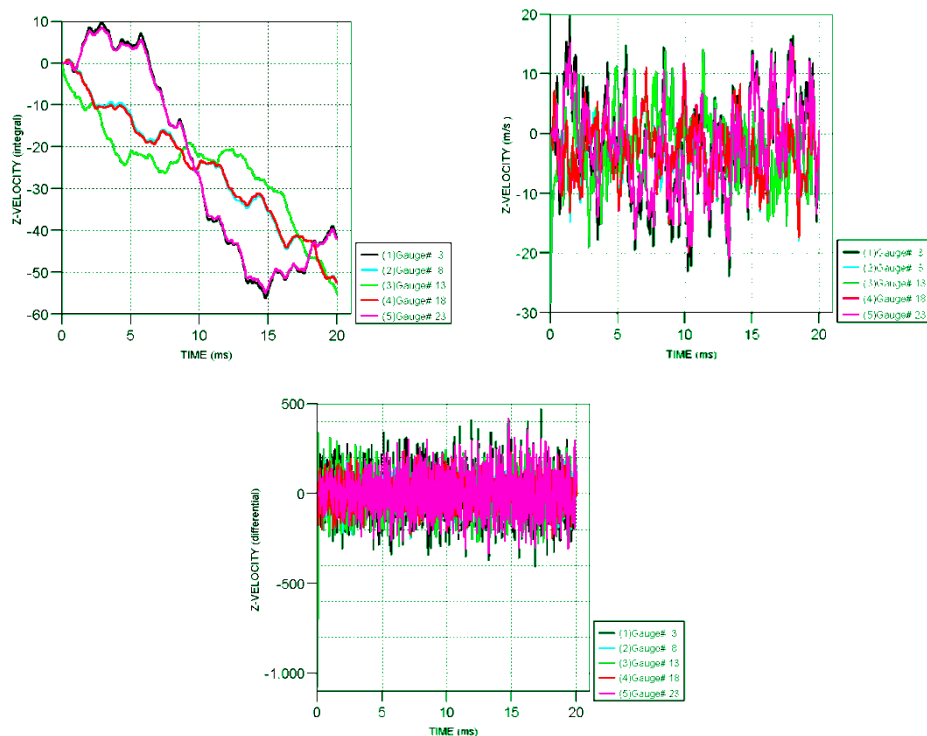 10
0
-10
-20
-30
-40
-50
-60
Z-VELOCITY (integral)
0
5
10
15
20
TIME (ms)
(1)Gauge# 3
(2)Gauge# 8
(3)Gauge# 13
(4)Gauge# 18
(5)Gauge# 23
20
10
0
-10
-20
-30
Z-VELOCITY (m/s)
0
5
10
15
20
TIME (ms)
(1)Gauge# 3
(2)Gauge# 8
(3)Gauge# 13
(4)Gauge# 18
(5)Gauge# 23
500
0
-500
-1.000
Z-VELOCITY (differential)
0
5
10
15
20
TIME (ms)
(1)Gauge# 3
(2)Gauge# 8
(3)Gauge# 13
(4)Gauge# 18
(5)Gauge# 23